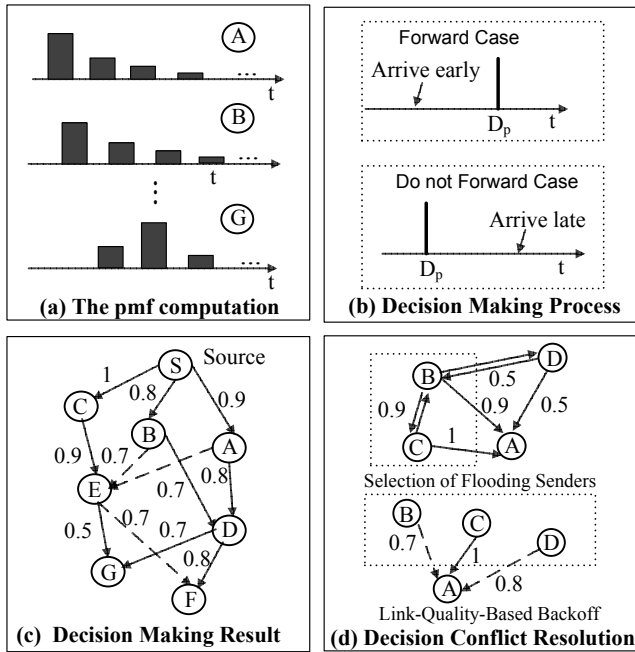 A
...
t
B
...
t
G
...
t
(a) The pmf computation
Forward Case
Arrive early
Dp
t
Do not Forward Case
Arrive late
Dp
t
(b) Decision Making Process
S
Source
1
0.8
0.9
C
B
A
0.9
0.7
0.7
0.8
E
D
0.5
0.7
0.7
0.8
G
F
(c) Decision Making Result
B
D
0.5
0.9
0.9
0.5
C
1
A
Selection of Flooding Senders
B
C
D
0.7
1
0.8
A
Link-Quality-Based Backoff
(d) Decision Conflict Resolution